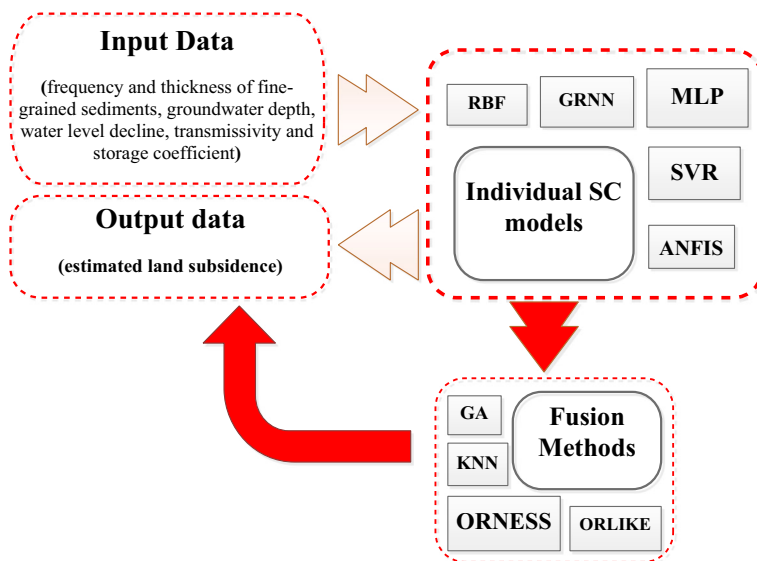 Input Data
(frequency and thickness of fine-
grained sediments, groundwater depth,
water level decline, transmissivity and
storage coefficient)
Output data
(estimated land subsidence)
RBF
GRNN
MLP
Individual SC
models
SVR
ANFIS
GA
KNN
Fusion
Methods
ORNESS
ORLIKE